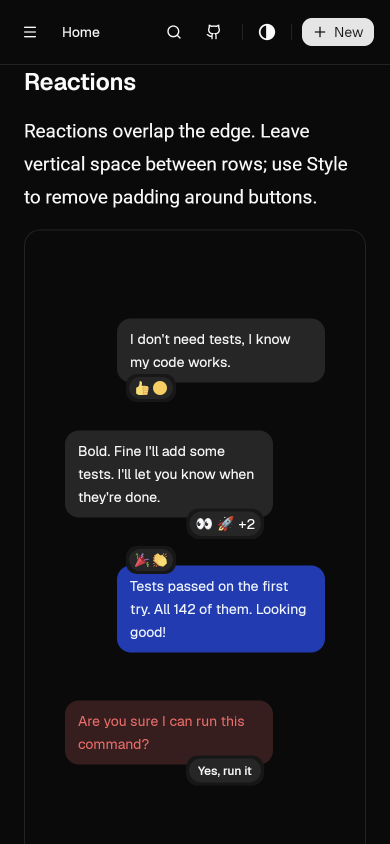 Home
New
Reactions
Reactions overlap the edge. Leave
vertical space between rows; use Style
to remove padding around buttons.
I don't need tests, I know
my code works.
👍
Bold. Fine I'll add some
tests. I'll let you know when
they're done.
👀 🚀 +2
🎉 👏
Tests passed on the first
try. All 142 of them. Looking
good!
Are you sure I can run this
command?
Yes, run it